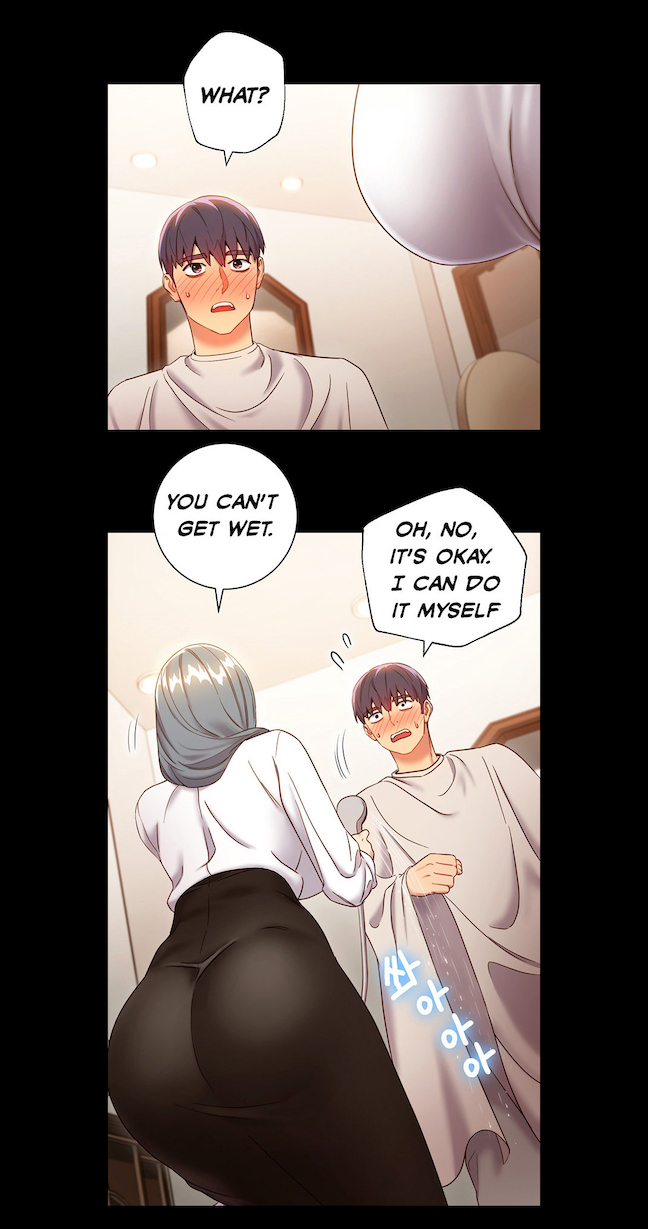 WHAT?
YOU CAN'T
GET WET.
OH, NO,
IT'S OKAY.
I CAN DO
IT MYSELF
쏴아아아